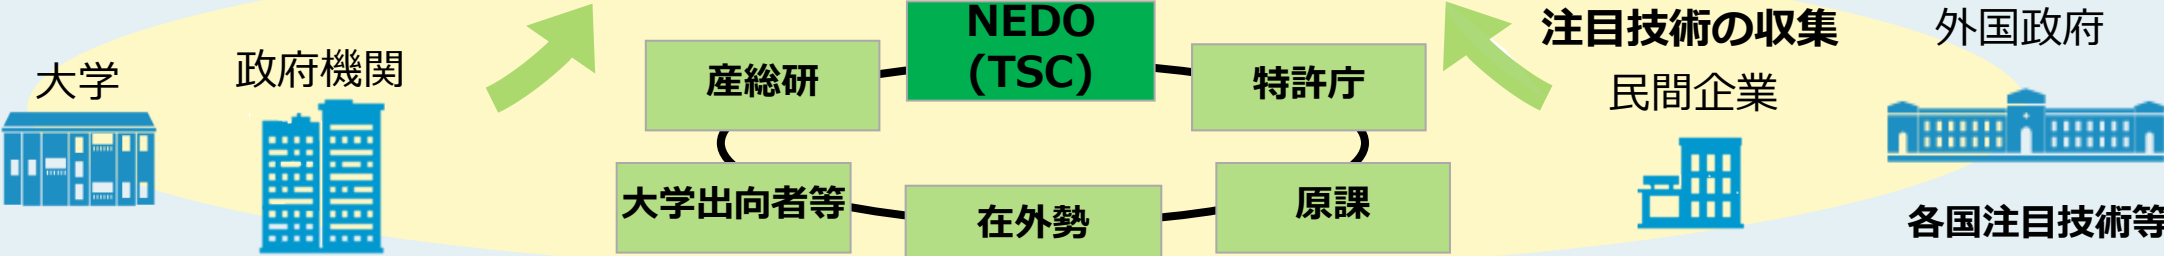 大学
政府機関
産総研
NEDO
(TSC)
特許庁
注目技術の収集
民間企業
外国政府
大学出向者等
在外勢
原課
各国注目技術等